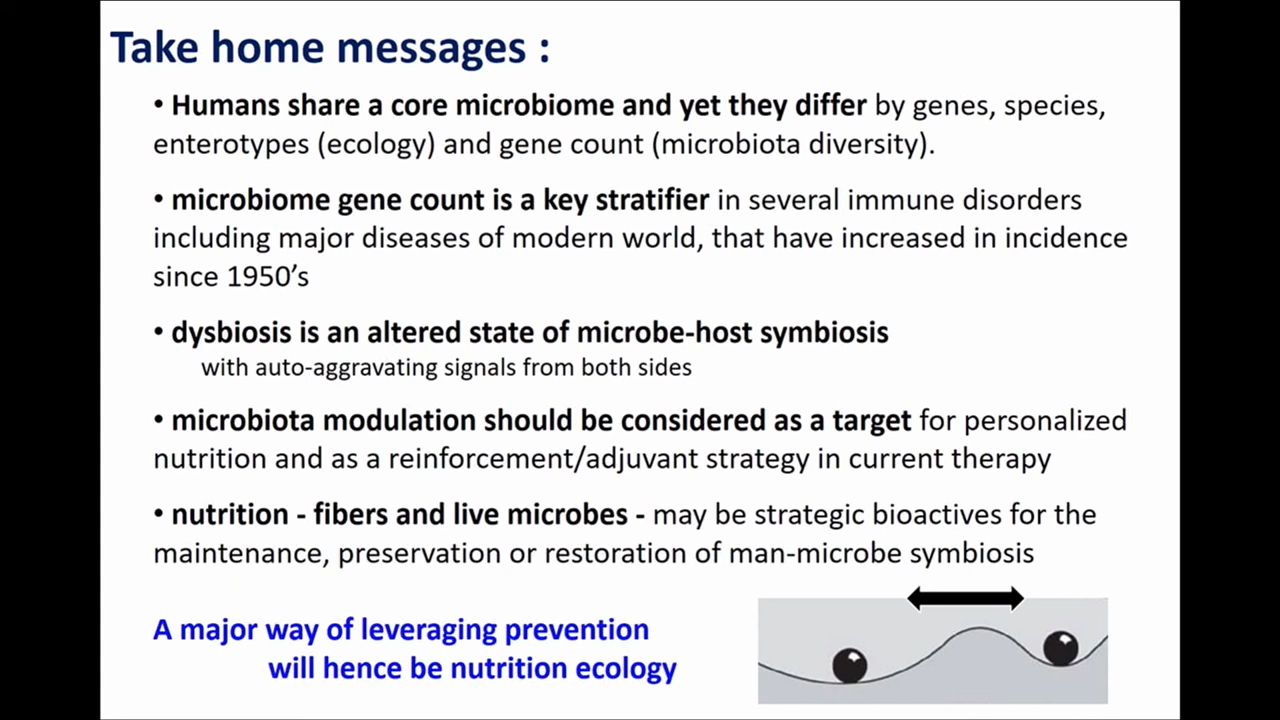 Take home messages :
• Humans share a core microbiome and yet they differ by genes, species,
enterotypes (ecology) and gene count (microbiota diversity).
• microbiome gene count is a key stratifier in several immune disorders
including major diseases of modern world, that have increased in incidence
since 1950’s
• dysbiosis is an altered state of microbe-host symbiosis
with auto-aggravating signals from both sides
• microbiota modulation should be considered as a target for personalized
nutrition and as a reinforcement/adjuvant strategy in current therapy
• nutrition - fibers and live microbes - may be strategic bioactives for the
maintenance, preservation or restoration of man-microbe symbiosis
A major way of leveraging prevention
will hence be nutrition ecology